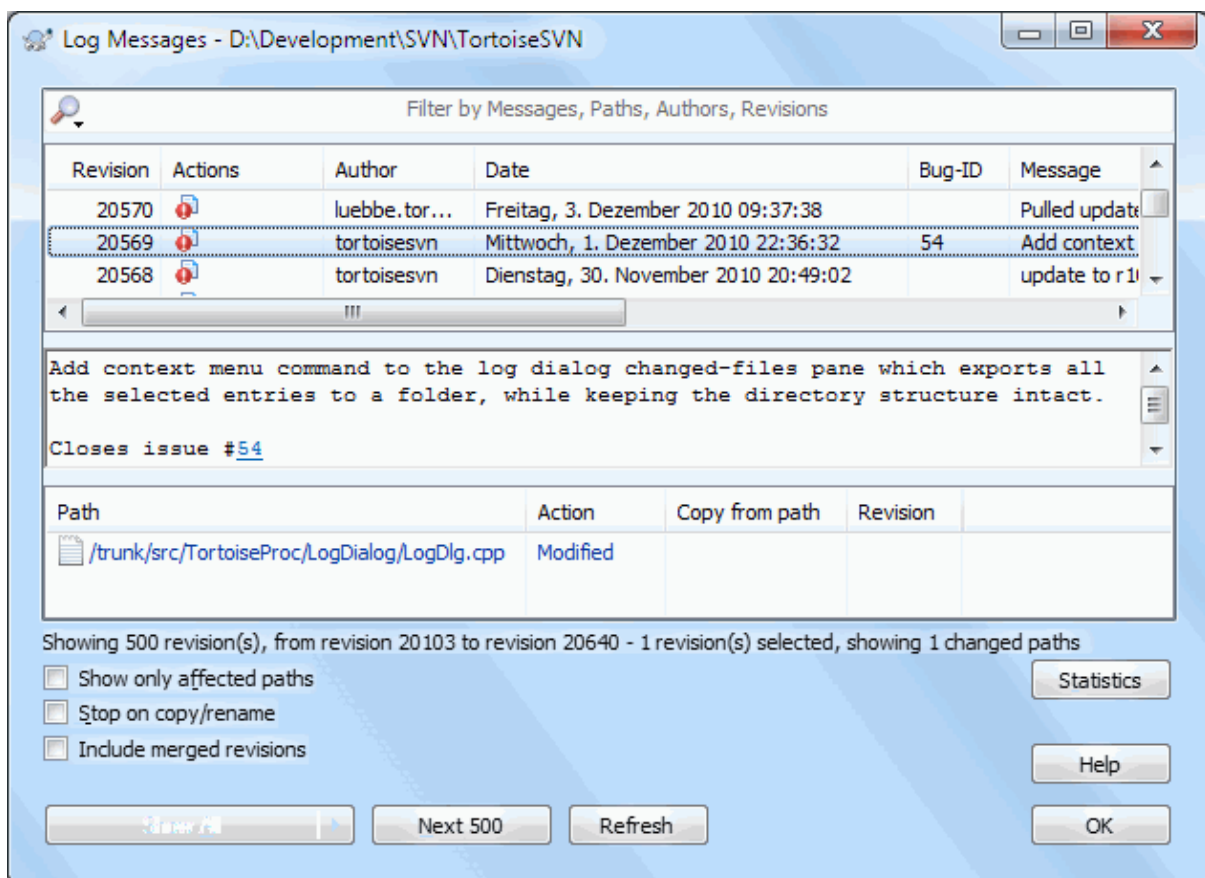 Log Messages - D:\Development\SVN\TortoiseSVN
Filter by Messages, Paths, Authors, Revisions
Revision Actions Author Date Bug-ID Message
20570 luebbe.tor... Freitag, 3. Dezember 2010 09:37:38 Pulled update
20569 tortoisesvn Mittwoch, 1. Dezember 2010 22:36:32 54 Add context
20568 tortoisesvn Dienstag, 30. November 2010 20:49:02 update to
Add context menu command to the log dialog changed-files pane which exports all
the selected entries to a folder, while keeping the directory structure intact.
Closes issue #54
Path Action Copy from path Revision
/trunk/src/TortoiseProc/LogDialog/LogDlg.cpp Modified
Showing 500 revision(s), from revision 20103 to revision 20640 - 1 revision(s) selected, showing 1 changed paths
Show only affected paths
Statistics
Stop on copy/rename
Include merged revisions
Help
Show All
Next 500
Refresh
OK